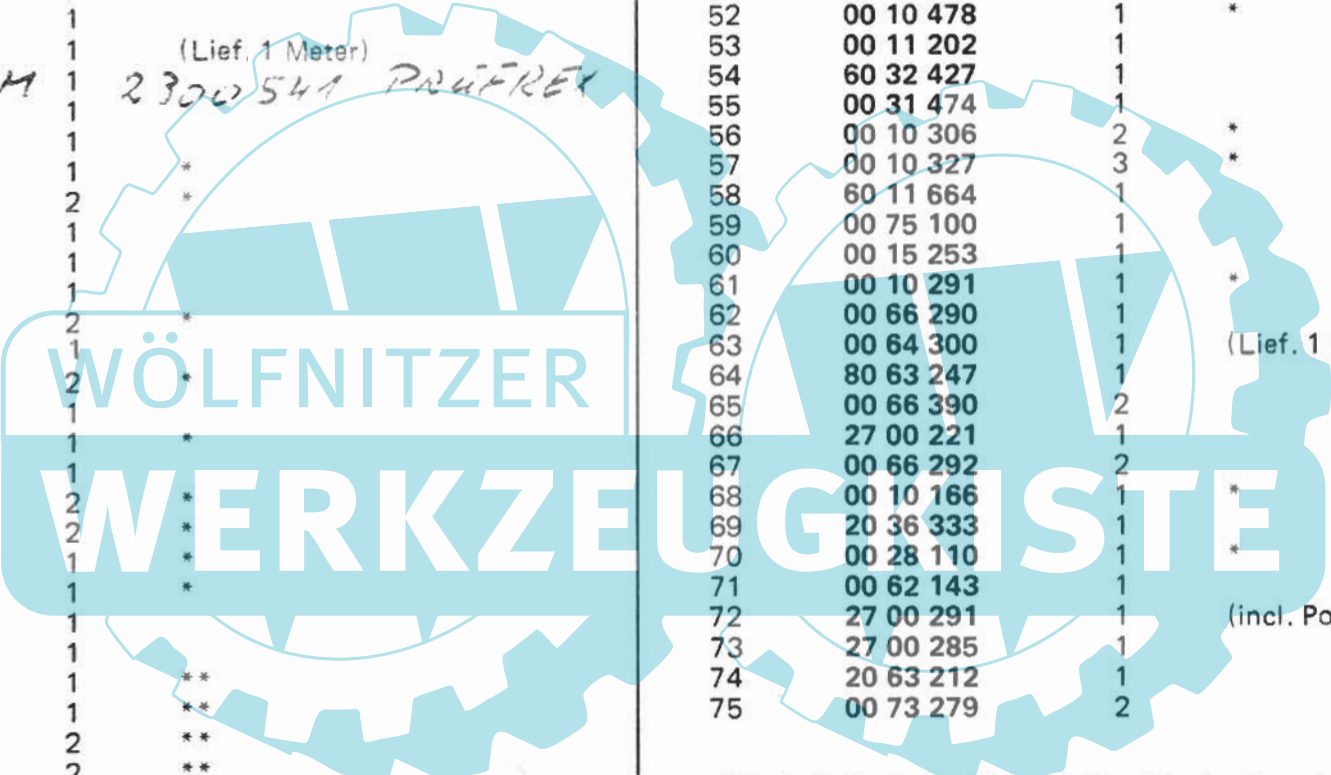 1
1 (Lief. 1 Meter)
M 1 2300541 PRÜFREX
1
1
1 *
2 *
1
1
1
2 *
1
2 *
1
1 *
1
2 *
2 *
1 *
1 *
1
1
1 **
1 **
2 **
2 **
52 00 10 478 1 *
53 00 11 202 1
54 60 32 427 1
55 00 31 474 1
56 00 10 306 2 *
57 00 10 327 3 *
58 60 11 664 1
59 00 75 100 1
60 00 15 253 1
61 00 10 291 1 *
62 00 66 290 1
63 00 64 300 1 (Lief. 1
64 80 63 247 1
65 00 66 390 2
66 27 00 221 1
67 00 66 292 2
68 00 10 166 1 *
69 20 36 333 1
70 00 28 110 1 *
71 00 62 143 1
72 27 00 291 1 (incl. Po
73 27 00 285 1
74 20 63 212 1
75 00 73 279 2
WÖLFNITZER
WERKZEUGKISTE